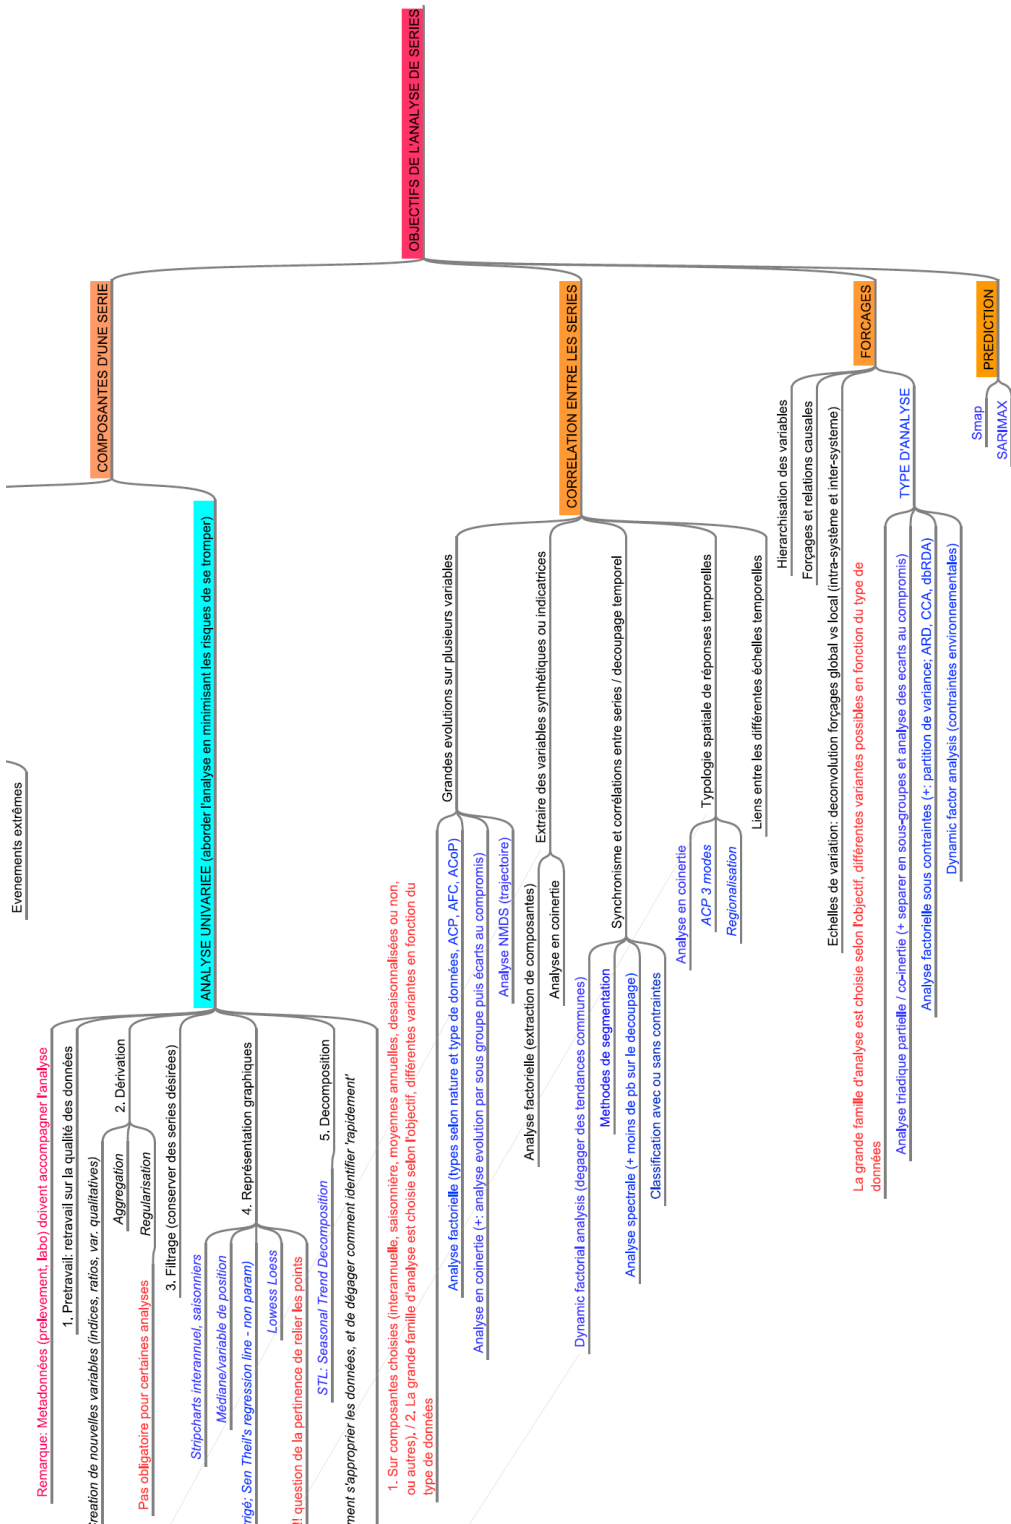 OBJECTIFS DE L'ANALYSE DE SERIES
COMPOSANTES D'UNE SERIE
Evenements extrêmes
ANALYSE UNIVARIEE (aborder l'analyse en minimisant les risques de se tromper)
Remarque: Metadonnées (prelevement, labo) doivent accompagner l'analyse
1. Pretravail: retravail sur la qualité des données
2. Dérivation
Creation de nouvelles variables (indices, ratios, var. qualitatives)
Aggregation
Regularisation
Pas obligatoire pour certaines analyses
3. Filtrage (conserver des series désirées)
4. Représentation graphiques
Stripcharts interannuel, saisonniers
Médiane/variable de position
rrigé; Sen Theil's regression line - non param)
Lowess Loess
!! question de la pertinence de relier les points
5. Decomposition
STL: Seasonal Trend Decomposition
ment s'approprier les données, et de dégager comment identifier 'rapidement'
CORRELATION ENTRE LES SERIES
Grandes evolutions sur plusieurs variables
1. Sur composantes choisies (interannuelle, saisonnière, moyennes annuelles, desaisonnalisées ou non,
ou autres). / 2. La grande famille d'analyse est choisie selon l'objectif, différentes variantes en fonction du
type de données
Analyse factorielle (types selon nature et type de données, ACP, AFC, ACoP)
Analyse en coinertie (+: analyse evolution par sous groupe puis écarts au compromis)
Analyse NMDS (trajectoire)
Extraire des variables synthétiques ou indicatrices
Analyse factorielle (extraction de composantes)
Analyse en coinertie
Synchronisme et corrélations entre series / decoupage temporel
Dynamic factorial analysis (degager des tendances communes)
Methodes de segmentation
Analyse spectrale (+ moins de pb sur le decoupage)
Classification avec ou sans contraintes
Typologie spatiale de réponses temporelles
Analyse en coinertie
ACP 3 modes
Regionalisation
Liens entre les différentes échelles temporelles
FORCAGES
Hierarchisation des variables
Forçages et relations causales
Echelles de variation: deconvolution forçages global vs local (intra-système et inter-systeme)
TYPE D'ANALYSE
La grande famille d'analyse est choisie selon l'objectif, différentes variantes possibles en fonction du type de
données
Analyse triadique partielle / co-inertie (+ separer en sous-groupes et analyse des ecarts au compromis)
Analyse factorielle sous contraintes (+: partition de variance; ARD, CCA, dbRDA)
Dynamic factor analysis (contraintes environnementales)
PREDICTION
Smap
SARIMAX